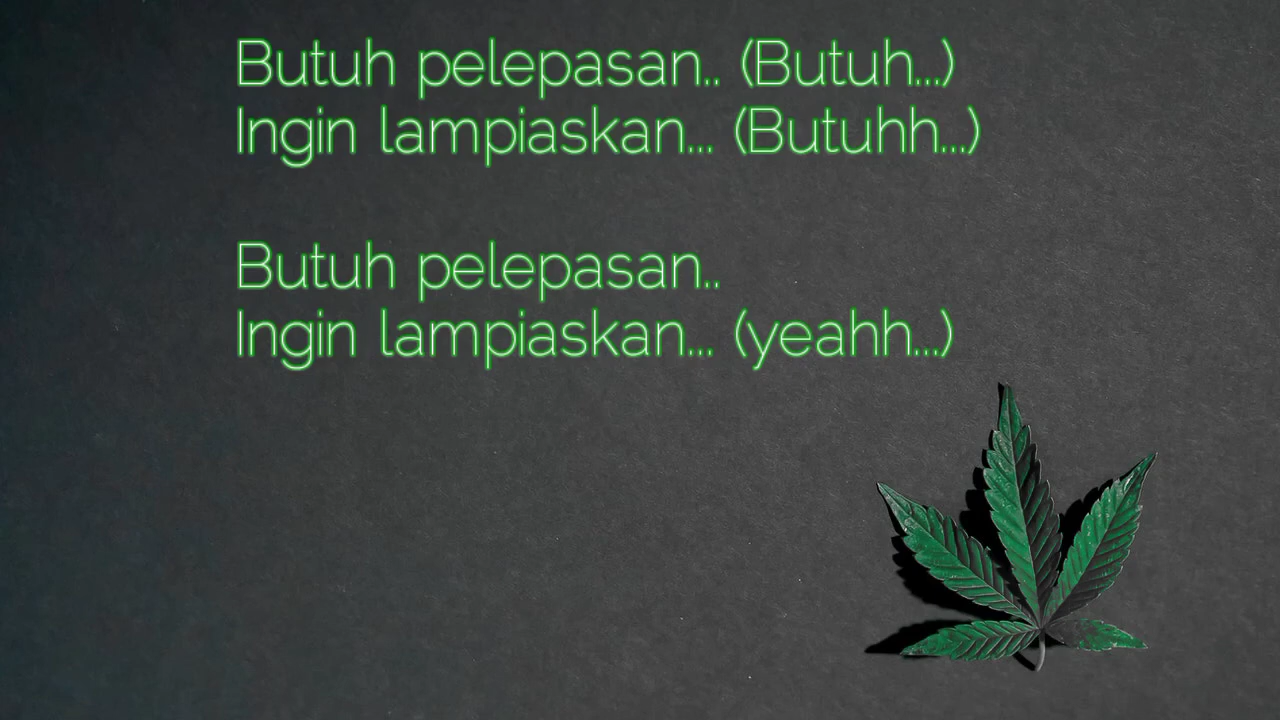 Butuh pelepasan.. (Butuh...)
Ingin lampiaskan... (Butuhh...)
Butuh pelepasan..
Ingin lampiaskan... (yeahh...)